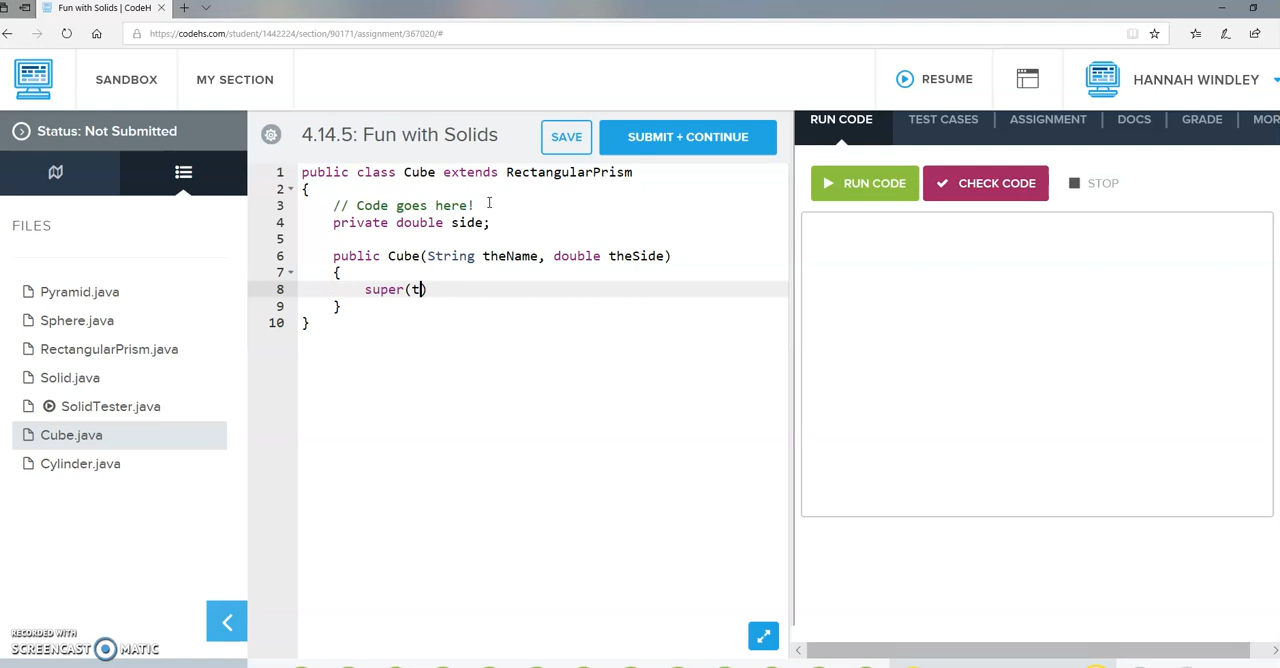 Fun with Solids | CodeH
https://codehs.com/student/1442224/section/90171/assignment/367020/#
SANDBOX
MY SECTION
RESUME
HANNAH WINDLEY
Status: Not Submitted
4.14.5: Fun with Solids
SAVE
SUBMIT + CONTINUE
RUN CODE
TEST CASES
ASSIGNMENT
DOCS
GRADE
MOR
FILES
Pyramid.java
Sphere.java
RectangularPrism.java
Solid.java
SolidTester.java
Cube.java
Cylinder.java
1 public class Cube extends RectangularPrism
2 {
3 // Code goes here!
4 private double side;
5
6 public Cube(String theName, double theSide)
7 {
8 super(t)
9 }
10 }
RUN CODE
CHECK CODE
STOP
RECORDED WITH
SCREENCAST MATIC